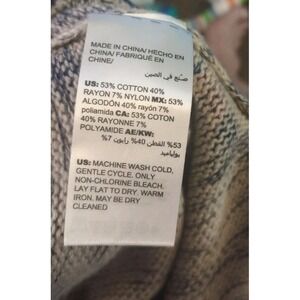 MADE IN CHINA/ HECHO EN
CHINA/ FABRIQUÉ EN
CHINE/
صنع في الصين
US: 53% COTTON 40%
RAYON 7% NYLON MX: 53%
ALGODÓN 40% rayón 7%
poliamida CA: 53% COTON
40% RAYONNE 7%
POLYAMIDE AE/KW:
53% القطن 40% رايون 7%
بولياميد
US: MACHINE WASH COLD,
GENTLE CYCLE. ONLY
NON-CHLORINE BLEACH.
LAY FLAT TO DRY. WARM
IRON. MAY BE DRY
CLEANED